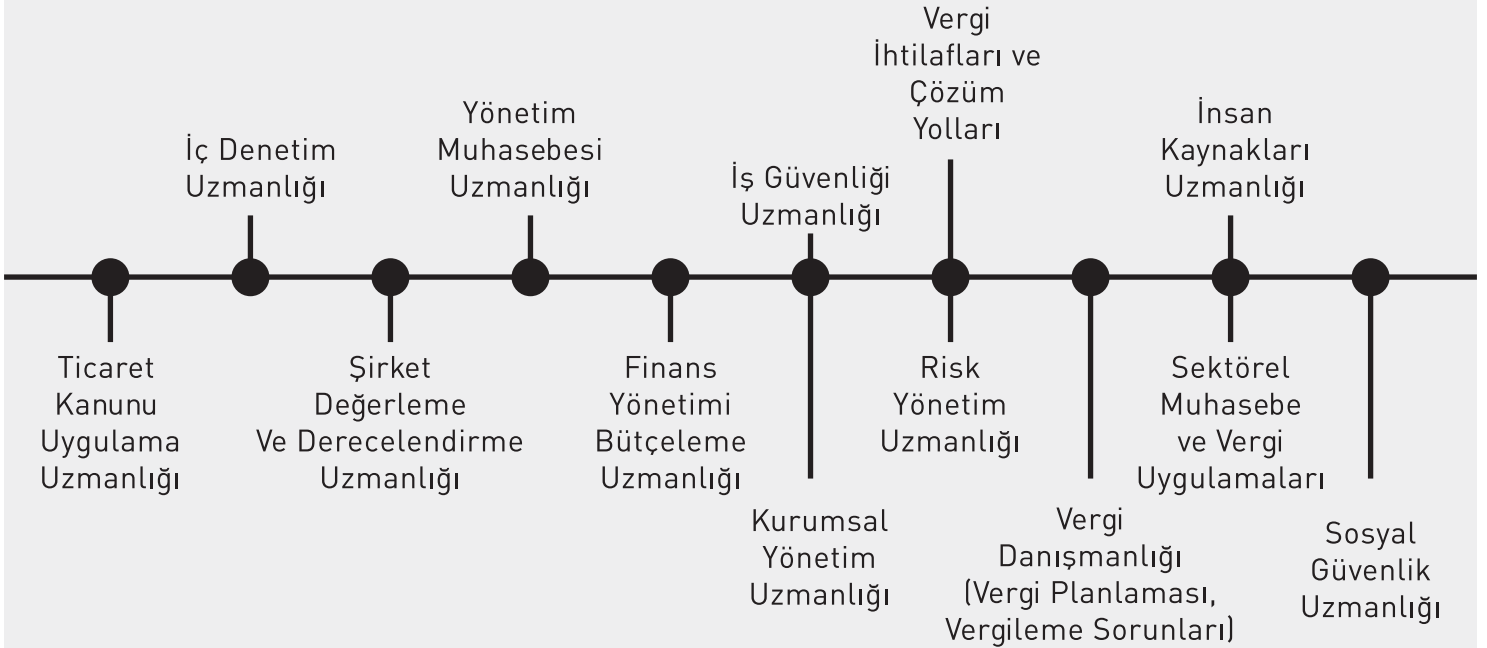 Vergi
İhtilafları ve
Çözüm
Yolları
İç Denetim
Uzmanlığı
Yönetim
Muhasebesi
Uzmanlığı
İş Güvenliği
Uzmanlığı
İnsan
Kaynakları
Uzmanlığı
Ticaret
Kanunu
Uygulama
Uzmanlığı
Şirket
Değerleme
Ve Derecelendirme
Uzmanlığı
Finans
Yönetimi
Bütçeleme
Uzmanlığı
Kurumsal
Yönetim
Uzmanlığı
Risk
Yönetim
Uzmanlığı
Vergi
Danışmanlığı
(Vergi Planlaması,
Vergileme Sorunları)
Sektörel
Muhasebe
ve Vergi
Uygulamaları
Sosyal
Güvenlik
Uzmanlığı